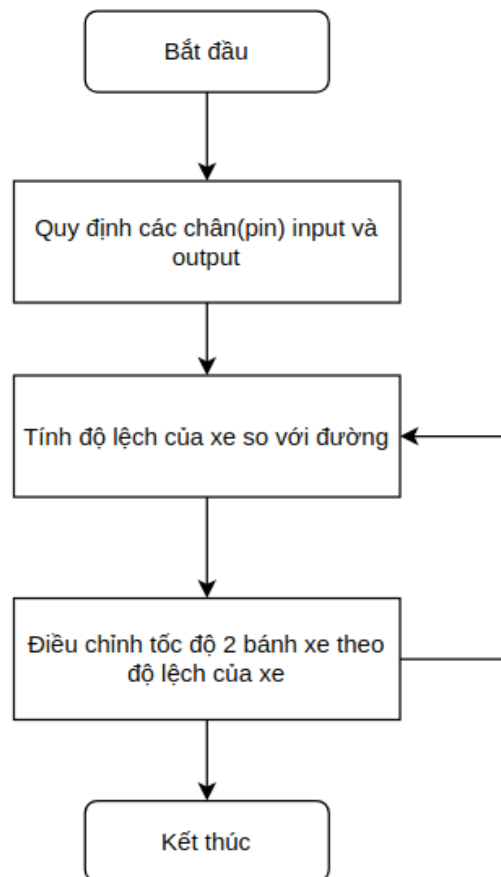 Bắt đầu
Quy định các chân(pin) input và
output
Tính độ lệch của xe so với đường
Điều chỉnh tốc độ 2 bánh xe theo
độ lệch của xe
Kết thúc